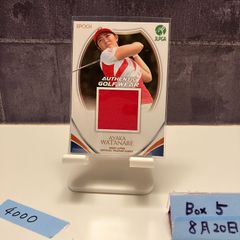 EPOCH
JLPGA
AUTHENTIC
GOLF WEAR
AYAKA
WATANABE
4000
Box 5
8月20日